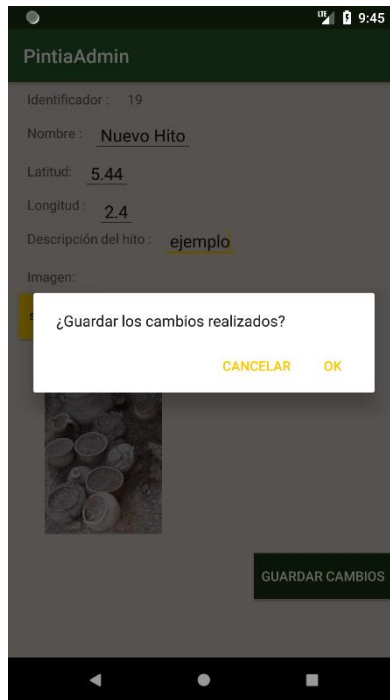 LTE 9:45
PintiaAdmin
Identificador : 19
Nombre : Nuevo Hito
Latitud: 5.44
Longitud : 2.4
Descripción del hito : ejemplo
Imagen:
¿Guardar los cambios realizados?
CANCELAR OK
GUARDAR CAMBIOS